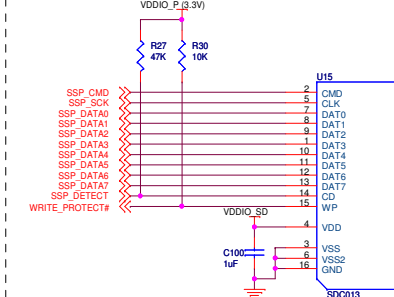 VDDIO_P (3.3V)
R27
47K
R30
10K
U15
SSP_CMD 2 CMD
SSP_SCK 5 CLK
SSP_DATA0 7 DAT0
SSP_DATA1 8 DAT1
SSP_DATA2 9 DAT2
SSP_DATA3 1 DAT3
SSP_DATA4 10 DAT4
SSP_DATA5 11 DAT5
SSP_DATA6 12 DAT6
SSP_DATA7 13 DAT7
SSP_DETECT 14 CD
WRITE_PROTECT# 15 WP
VDDIO_SD
4 VDD
C100
1uF
3 VSS
6 VSS2
16 GND
SDC013